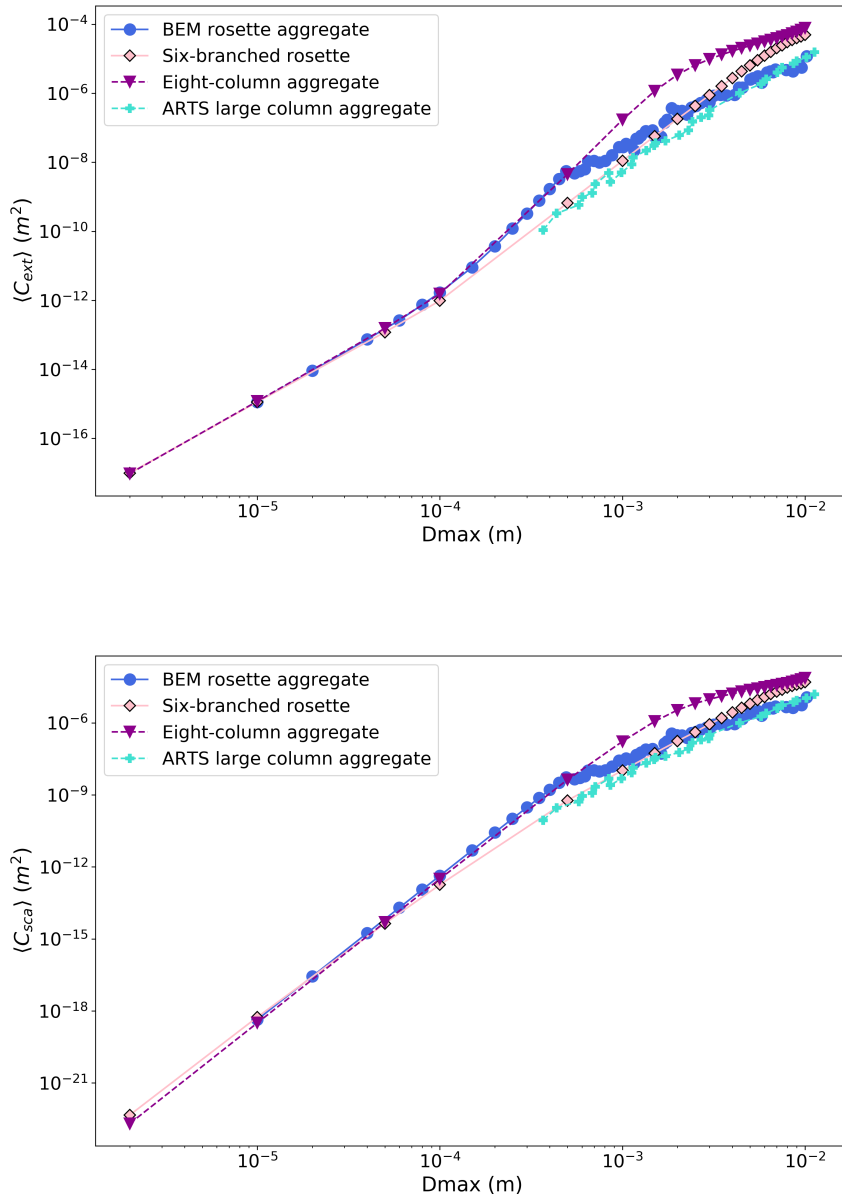 BEM rosette aggregate
Six-branched rosette
Eight-column aggregate
ARTS large column aggregate
⟨C_ext⟩ (m²)
10⁻⁴
10⁻⁶
10⁻⁸
10⁻¹⁰
10⁻¹²
10⁻¹⁴
10⁻¹⁶
10⁻⁵ 10⁻⁴ 10⁻³ 10⁻²
Dmax (m)
BEM rosette aggregate
Six-branched rosette
Eight-column aggregate
ARTS large column aggregate
⟨C_sca⟩ (m²)
10⁻⁶
10⁻⁹
10⁻¹²
10⁻¹⁵
10⁻¹⁸
10⁻²¹
10⁻⁵ 10⁻⁴ 10⁻³ 10⁻²
Dmax (m)